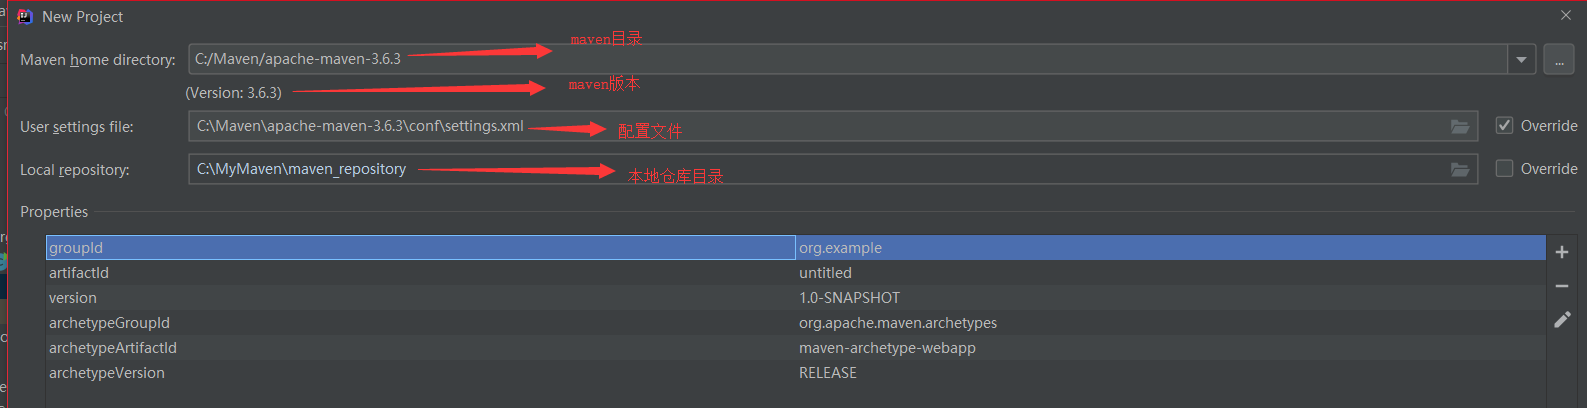 New Project
maven目录
Maven home directory: C:/Maven/apache-maven-3.6.3 ...
(Version: 3.6.3) maven版本
User settings file: C:\Maven\apache-maven-3.6.3\conf\settings.xml 配置文件 Override
Local repository: C:\MyMaven\maven_repository 本地仓库目录 Override
Properties
groupId org.example
artifactId untitled
version 1.0-SNAPSHOT
archetypeGroupId org.apache.maven.archetypes
archetypeArtifactId maven-archetype-webapp
archetypeVersion RELEASE